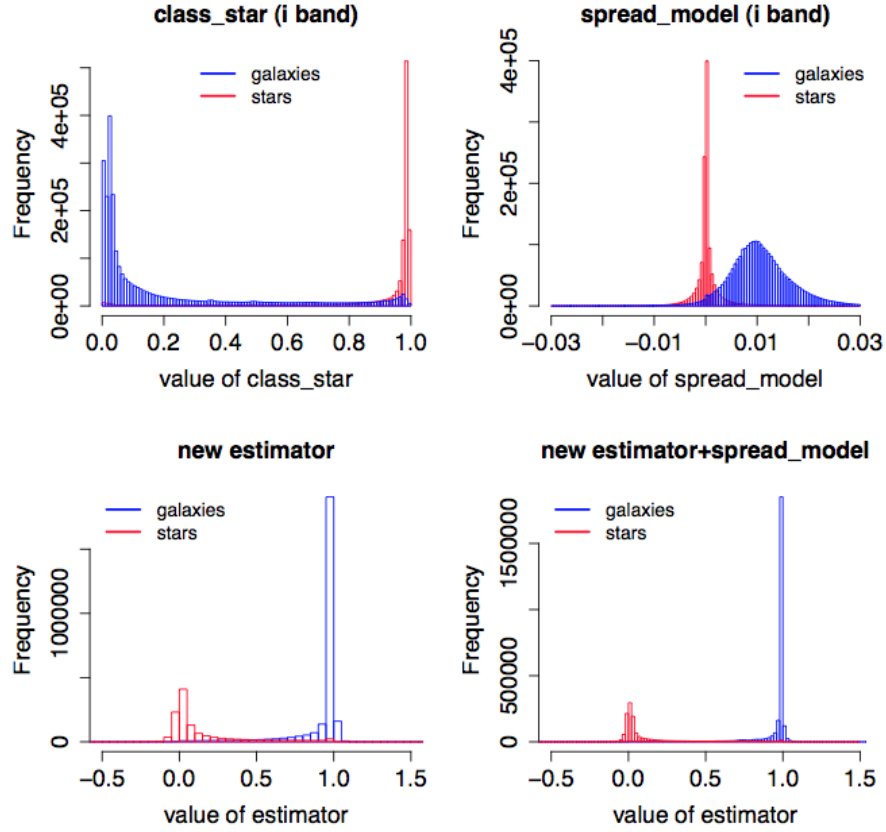 class_star (i band)
galaxies
stars
Frequency
0e+00 2e+05 4e+05
0.0 0.2 0.4 0.6 0.8 1.0
value of class_star
spread_model (i band)
galaxies
stars
Frequency
0e+00 2e+05 4e+05
−0.03 −0.01 0.01 0.03
value of spread_model
new estimator
galaxies
stars
Frequency
0 1000000
−0.5 0.0 0.5 1.0 1.5
value of estimator
new estimator+spread_model
galaxies
stars
Frequency
0 500000 1500000
−0.5 0.0 0.5 1.0 1.5
value of estimator